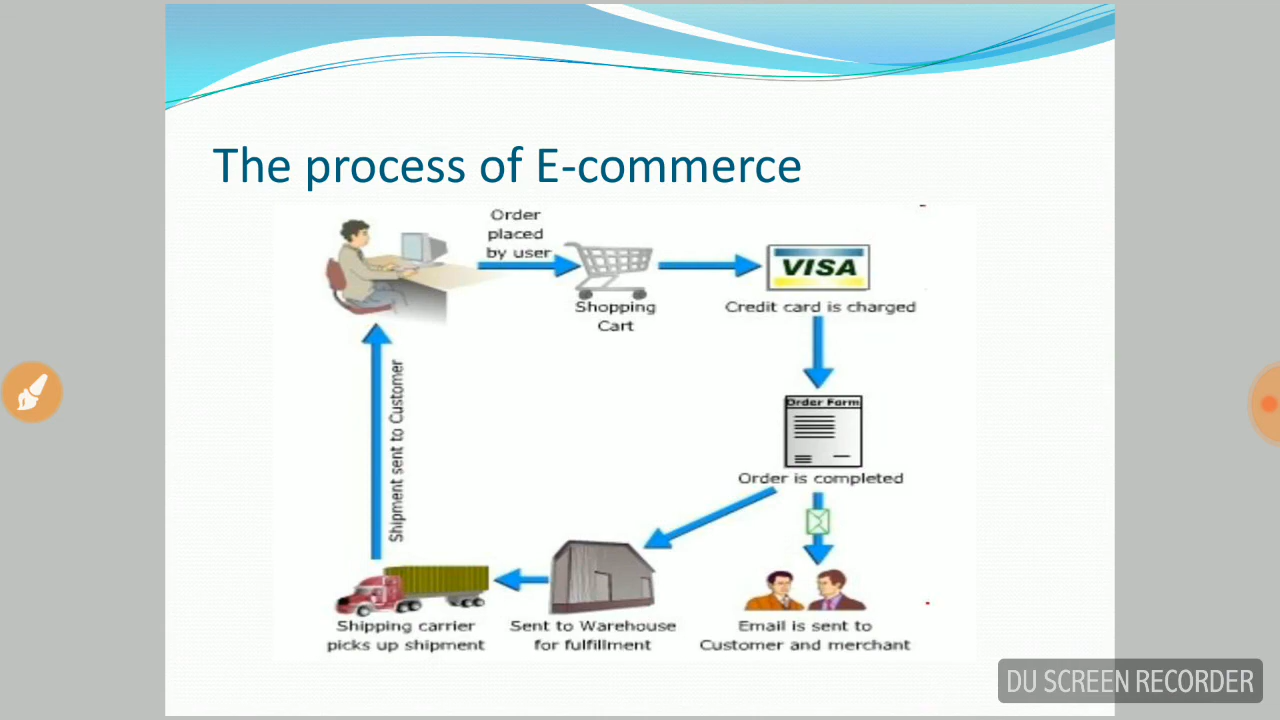 The process of E-commerce
Order
placed
by user
Shopping
Cart
VISA
Credit card is charged
Order Form
Order is completed
Shipment sent to Customer
Shipping carrier
picks up shipment
Sent to Warehouse
for fulfillment
Email is sent to
Customer and merchant
DU SCREEN RECORDER